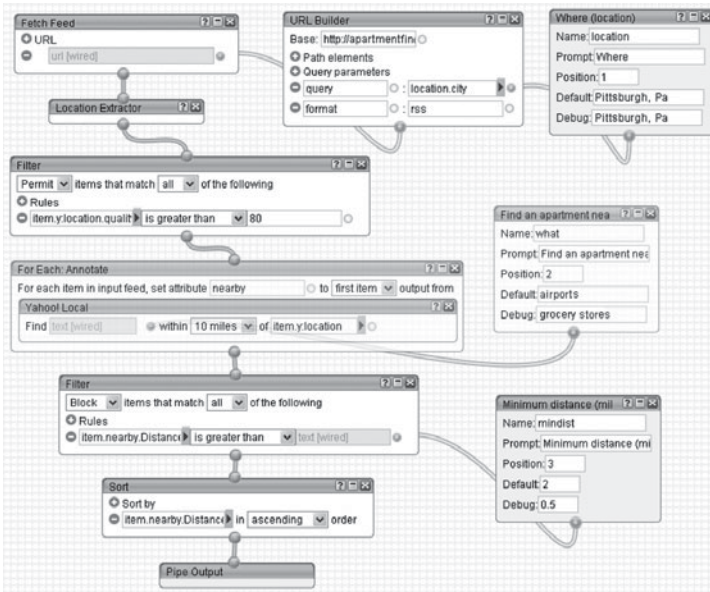 Fetch Feed
URL
url [wired]
Location Extractor
Filter
Permit items that match all of the following
Rules
item.y:location.qualit is greater than 80
For Each: Annotate
For each item in input feed, set attribute nearby to first item output from
Yahoo! Local
Find text [wired] within 10 miles of item.y:location
Filter
Block items that match all of the following
Rules
item.nearby.Distance is greater than text [wired]
Sort
Sort by
item.nearby.Distance in ascending order
Pipe Output
URL Builder
Base: http://apartmentfin
Path elements
Query parameters
query : location.city
format : rss
Where (location)
Name: location
Prompt: Where
Position: 1
Default: Pittsburgh, Pa
Debug: Pittsburgh, Pa
Find an apartment nea
Name: what
Prompt: Find an apartment nea
Position: 2
Default: airports
Debug: grocery stores
Minimum distance (mil
Name: mindist
Prompt: Minimum distance (mi
Position: 3
Default: 2
Debug: 0.5